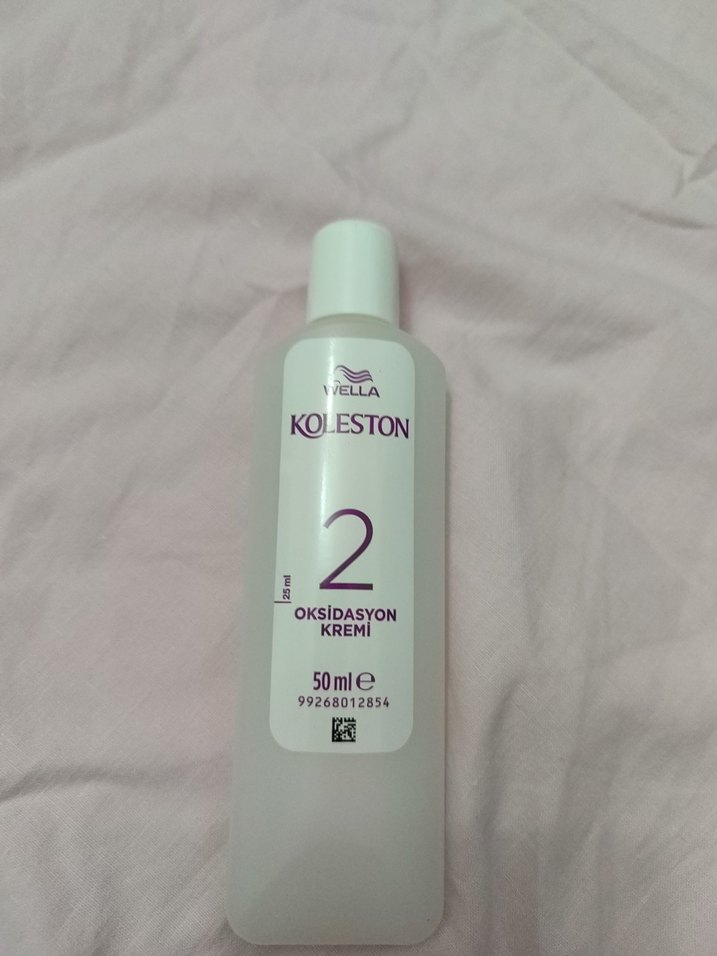 WELLA
KOLESTON
2
25 ml
OKSİDASYON
KREMİ
50 ml ℮
99268012854